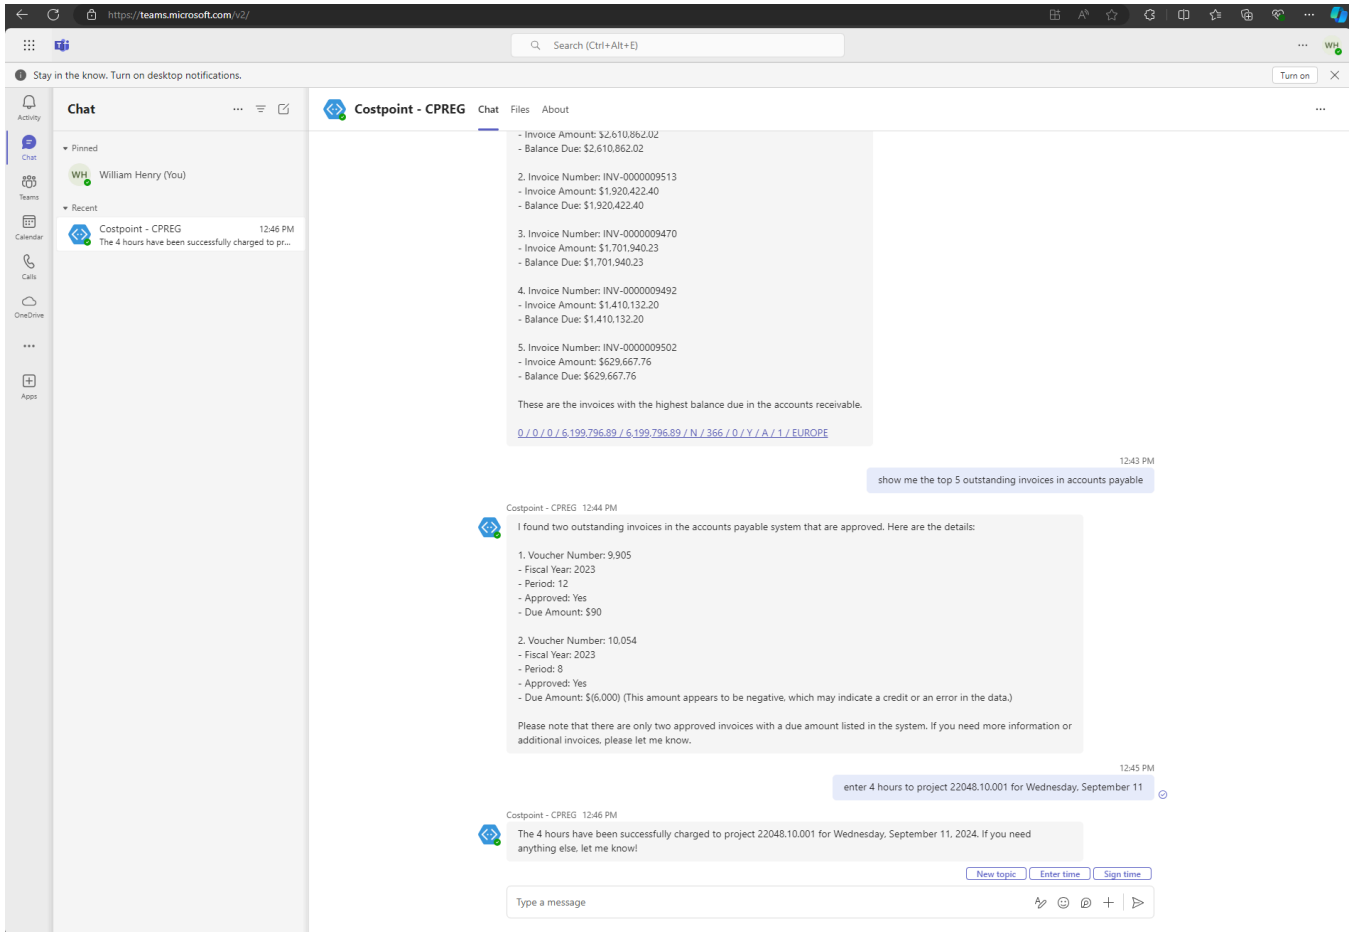 https://teams.microsoft.com/v2/
Search (Ctrl+Alt+E)
WH
Stay in the know. Turn on desktop notifications.
Turn on
Activity
Chat
Teams
Calendar
Calls
OneDrive
Apps
Chat
Pinned
WH
William Henry (You)
Recent
Costpoint - CPREG 12:46 PM
The 4 hours have been successfully charged to pr...
Costpoint - CPREG Chat Files About
- Invoice Amount: $2,610,862.02
- Balance Due: $2,610,862.02
2. Invoice Number: INV-0000009513
- Invoice Amount: $1,920,422.40
- Balance Due: $1,920,422.40
3. Invoice Number: INV-0000009470
- Invoice Amount: $1,701,940.23
- Balance Due: $1,701,940.23
4. Invoice Number: INV-0000009492
- Invoice Amount: $1,410,132.20
- Balance Due: $1,410,132.20
5. Invoice Number: INV-0000009502
- Invoice Amount: $629,667.76
- Balance Due: $629,667.76
These are the invoices with the highest balance due in the accounts receivable.
0 / 0 / 0 / 6,199,796.89 / 6,199,796.89 / N / 366 / 0 / Y / A / 1 / EUROPE
12:43 PM
show me the top 5 outstanding invoices in accounts payable
Costpoint - CPREG 12:44 PM
I found two outstanding invoices in the accounts payable system that are approved. Here are the details:
1. Voucher Number: 9,905
- Fiscal Year: 2023
- Period: 12
- Approved: Yes
- Due Amount: $90
2. Voucher Number: 10,054
- Fiscal Year: 2023
- Period: 8
- Approved: Yes
- Due Amount: $(6,000) (This amount appears to be negative, which may indicate a credit or an error in the data.)
Please note that there are only two approved invoices with a due amount listed in the system. If you need more information or
additional invoices, please let me know.
12:45 PM
enter 4 hours to project 22048.10.001 for Wednesday, September 11
Costpoint - CPREG 12:46 PM
The 4 hours have been successfully charged to project 22048.10.001 for Wednesday, September 11, 2024. If you need
anything else, let me know!
New topic Enter time Sign time
Type a message